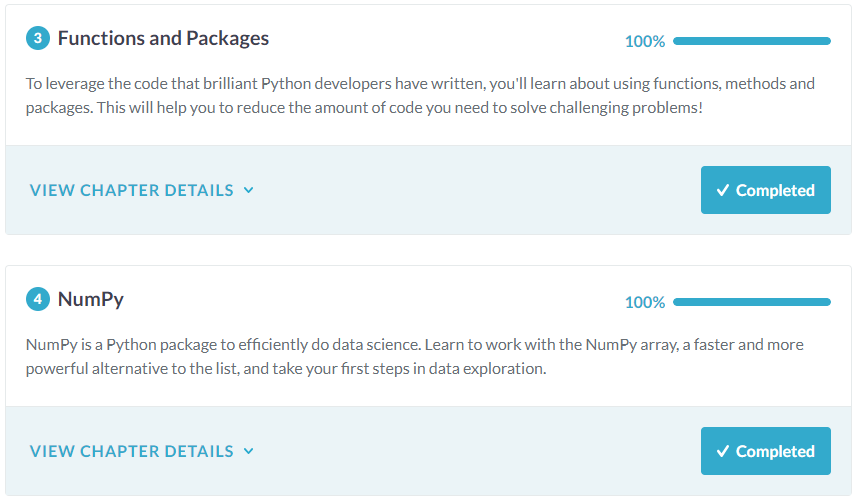 3 Functions and Packages 100%
To leverage the code that brilliant Python developers have written, you'll learn about using functions, methods and
packages. This will help you to reduce the amount of code you need to solve challenging problems!
VIEW CHAPTER DETAILS Completed
4 NumPy 100%
NumPy is a Python package to efficiently do data science. Learn to work with the NumPy array, a faster and more
powerful alternative to the list, and take your first steps in data exploration.
VIEW CHAPTER DETAILS Completed